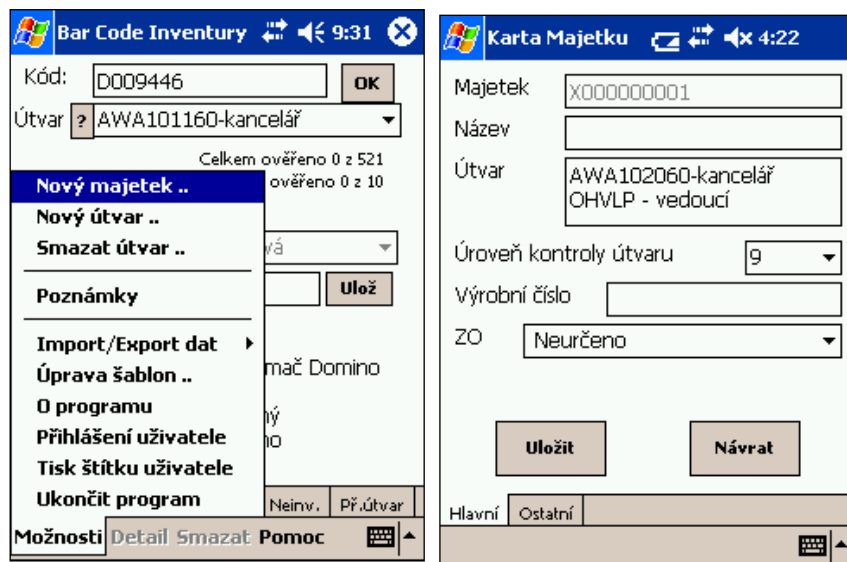 Bar Code Inventury 9:31
Kód: D009446 OK
Útvar ? AWA101160-kancelář
Celkem ověřeno 0 z 521
ověřeno 0 z 10
Nový majetek ..
Nový útvar ..
Smazat útvar ..
vá
Poznámky
Ulož
Import/Export dat
mač Domino
Úprava šablon ..
O programu
ný
Přihlášení uživatele
no
Tisk štítku uživatele
Ukončit program
Neinv. Př.útvar
Možnosti Detail Smazat Pomoc
Karta Majetku 4:22
Majetek X000000001
Název
Útvar AWA102060-kancelář
OHVLP - vedoucí
Úroveň kontroly útvaru 9
Výrobní číslo
ZO Neurčeno
Uložit Návrat
Hlavní Ostatní